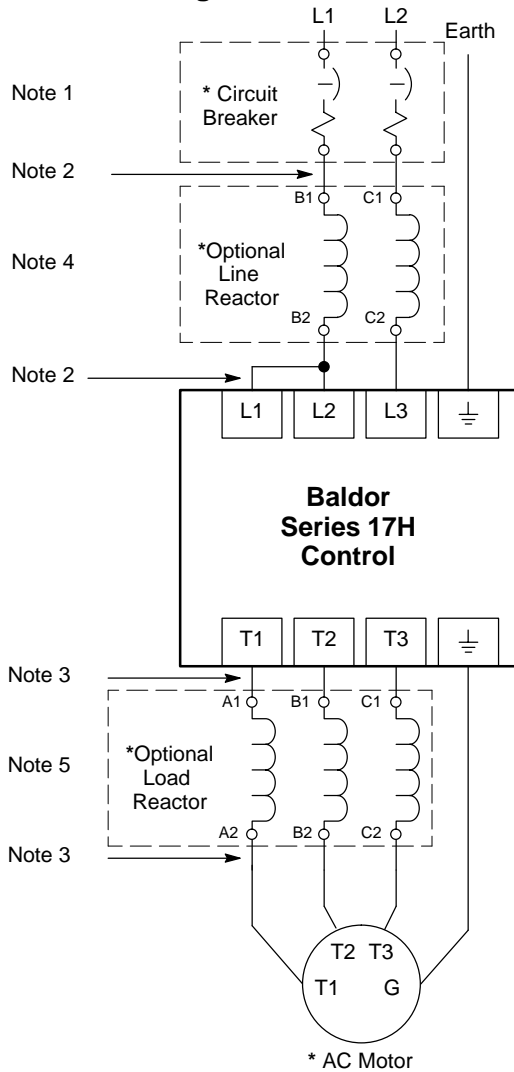 L1 L2
Earth
Note 1
* Circuit
Breaker
Note 2
B1 C1
Note 4
*Optional
Line
Reactor
B2 C2
Note 2
L1 L2 L3
Baldor
Series 17H
Control
T1 T2 T3
Note 3
A1 B1 C1
Note 5
*Optional
Load
Reactor
A2 B2 C2
Note 3
T2 T3
T1 G
* AC Motor